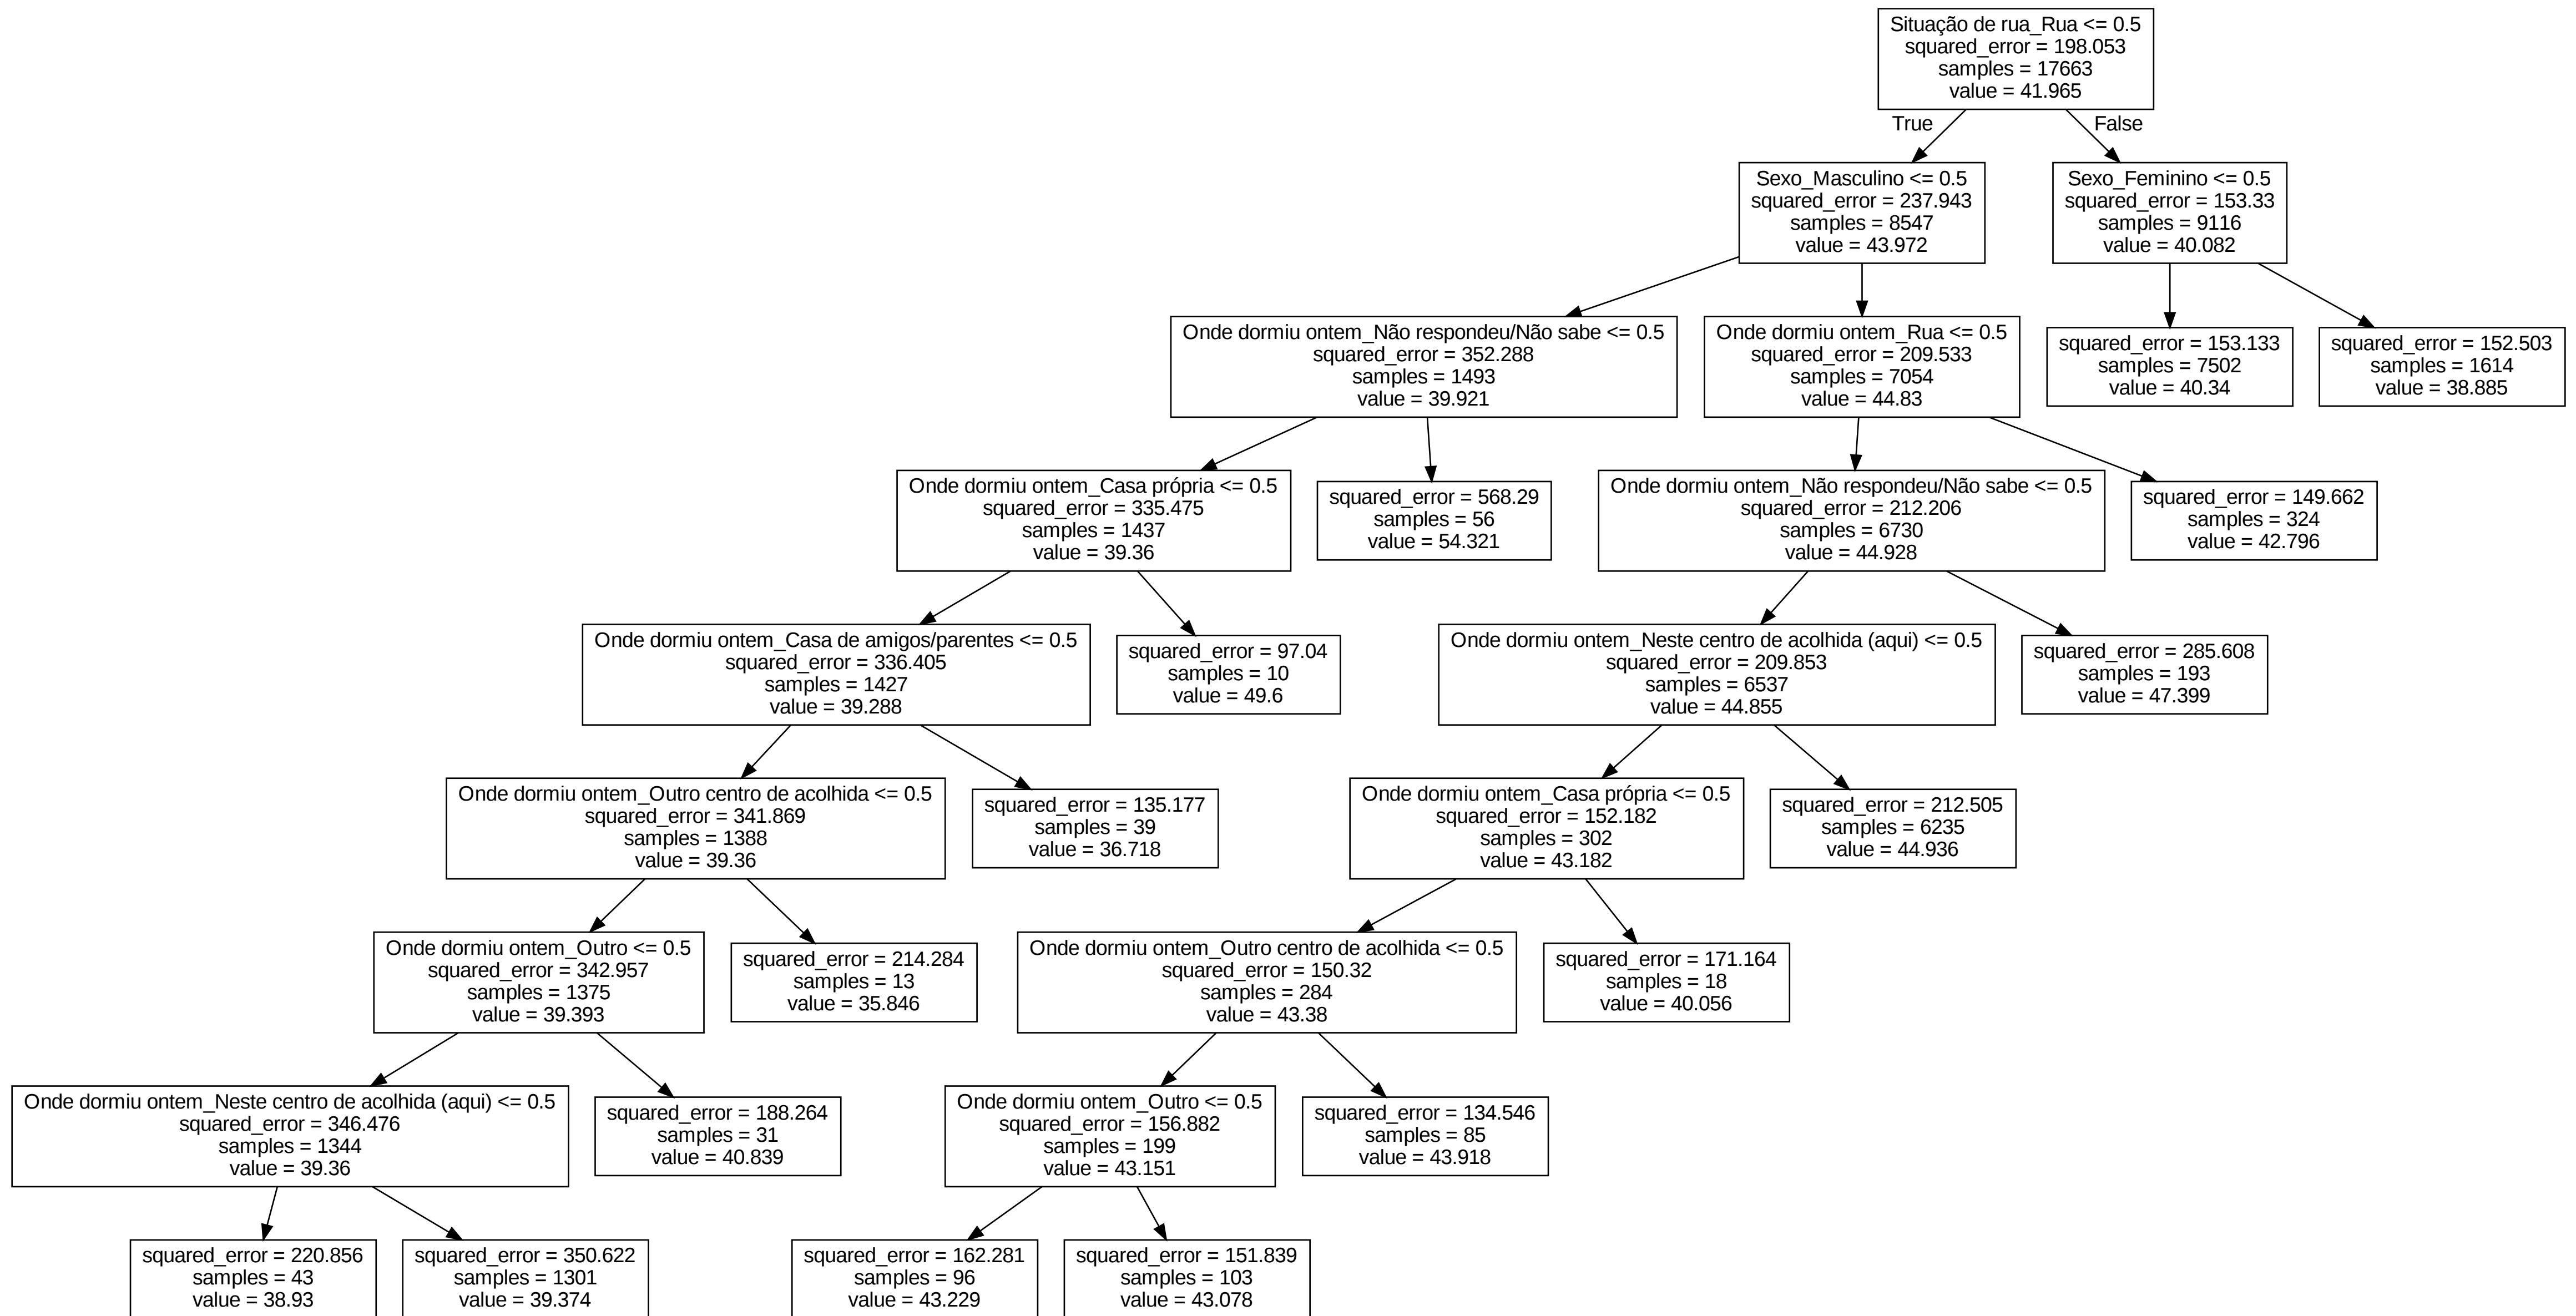 Situação de rua_Rua <= 0.5
squared_error = 198.053
samples = 17663
value = 41.965
True
False
Sexo_Masculino <= 0.5
squared_error = 237.943
samples = 8547
value = 43.972
Sexo_Feminino <= 0.5
squared_error = 153.33
samples = 9116
value = 40.082
Onde dormiu ontem_Não respondeu/Não sabe <= 0.5
squared_error = 352.288
samples = 1493
value = 39.921
Onde dormiu ontem_Rua <= 0.5
squared_error = 209.533
samples = 7054
value = 44.83
squared_error = 153.133
samples = 7502
value = 40.34
squared_error = 152.503
samples = 1614
value = 38.885
Onde dormiu ontem_Casa própria <= 0.5
squared_error = 335.475
samples = 1437
value = 39.36
squared_error = 568.29
samples = 56
value = 54.321
Onde dormiu ontem_Não respondeu/Não sabe <= 0.5
squared_error = 212.206
samples = 6730
value = 44.928
squared_error = 149.662
samples = 324
value = 42.796
Onde dormiu ontem_Casa de amigos/parentes <= 0.5
squared_error = 336.405
samples = 1427
value = 39.288
squared_error = 97.04
samples = 10
value = 49.6
Onde dormiu ontem_Neste centro de acolhida (aqui) <= 0.5
squared_error = 209.853
samples = 6537
value = 44.855
squared_error = 285.608
samples = 193
value = 47.399
Onde dormiu ontem_Outro centro de acolhida <= 0.5
squared_error = 341.869
samples = 1388
value = 39.36
squared_error = 135.177
samples = 39
value = 36.718
Onde dormiu ontem_Casa própria <= 0.5
squared_error = 152.182
samples = 302
value = 43.182
squared_error = 212.505
samples = 6235
value = 44.936
Onde dormiu ontem_Outro <= 0.5
squared_error = 342.957
samples = 1375
value = 39.393
squared_error = 214.284
samples = 13
value = 35.846
Onde dormiu ontem_Outro centro de acolhida <= 0.5
squared_error = 150.32
samples = 284
value = 43.38
squared_error = 171.164
samples = 18
value = 40.056
Onde dormiu ontem_Neste centro de acolhida (aqui) <= 0.5
squared_error = 346.476
samples = 1344
value = 39.36
squared_error = 188.264
samples = 31
value = 40.839
Onde dormiu ontem_Outro <= 0.5
squared_error = 156.882
samples = 199
value = 43.151
squared_error = 134.546
samples = 85
value = 43.918
squared_error = 220.856
samples = 43
value = 38.93
squared_error = 350.622
samples = 1301
value = 39.374
squared_error = 162.281
samples = 96
value = 43.229
squared_error = 151.839
samples = 103
value = 43.078